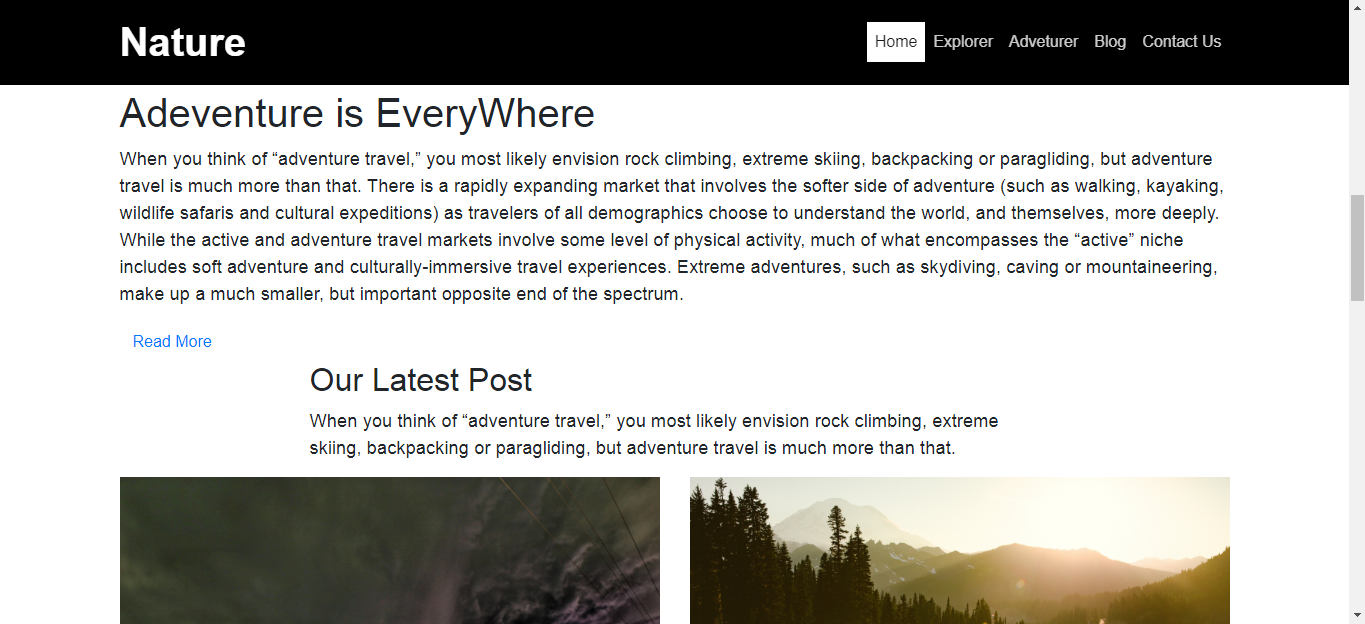 Nature
Home Explorer Adveturer Blog Contact Us
Adeventure is EveryWhere
When you think of “adventure travel,” you most likely envision rock climbing, extreme skiing, backpacking or paragliding, but adventure
travel is much more than that. There is a rapidly expanding market that involves the softer side of adventure (such as walking, kayaking,
wildlife safaris and cultural expeditions) as travelers of all demographics choose to understand the world, and themselves, more deeply.
While the active and adventure travel markets involve some level of physical activity, much of what encompasses the “active” niche
includes soft adventure and culturally-immersive travel experiences. Extreme adventures, such as skydiving, caving or mountaineering,
make up a much smaller, but important opposite end of the spectrum.
Read More
Our Latest Post
When you think of “adventure travel,” you most likely envision rock climbing, extreme
skiing, backpacking or paragliding, but adventure travel is much more than that.